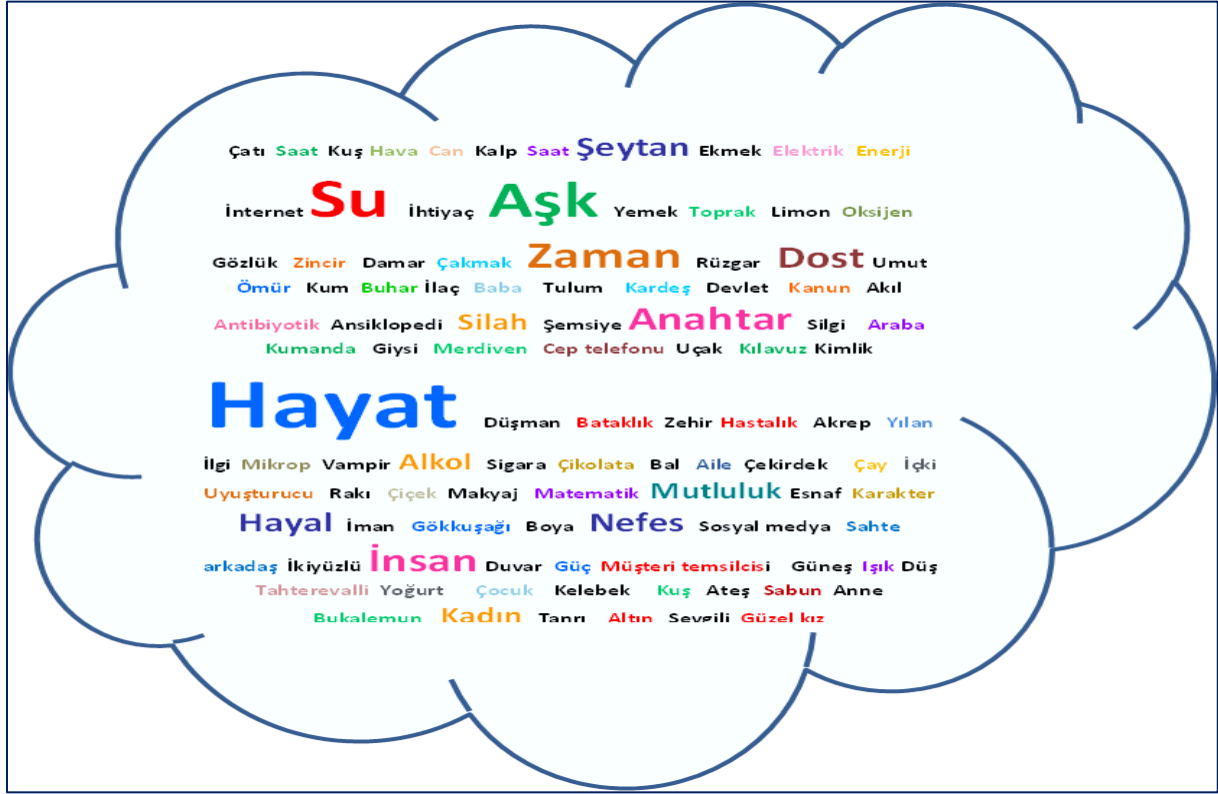 Çatı Saat Kuş Hava Can Kalp Saat Şeytan Ekmek Elektrik Enerji
İnternet Su İhtiyaç Aşk Yemek Toprak Limon Oksijen
Gözlük Zincir Damar Çakmak Zaman Rüzgar Dost Umut
Ömür Kum Buhar İlaç Baba Tulum Kardeş Devlet Kanun Akıl
Antibiyotik Ansiklopedi Silah Şemsiye Anahtar Silgi Araba
Kumanda Giysi Merdiven Cep telefonu Uçak Kılavuz Kimlik
Hayat Düşman Bataklık Zehir Hastalık Akrep Yılan
İlgi Mikrop Vampir Alkol Sigara Çikolata Bal Aile Çekirdek Çay İçki
Uyuşturucu Rakı Çiçek Makyaj Matematik Mutluluk Esnaf Karakter
Hayal İman Gökkuşağı Boya Nefes Sosyal medya Sahte
arkadaş İkiyüzlü İnsan Duvar Güç Müşteri temsilcisi Güneş Işık Düş
Tahterevalli Yoğurt Çocuk Kelebek Kuş Ateş Sabun Anne
Bukalemun Kadın Tanrı Altın Sevgili Güzel kız